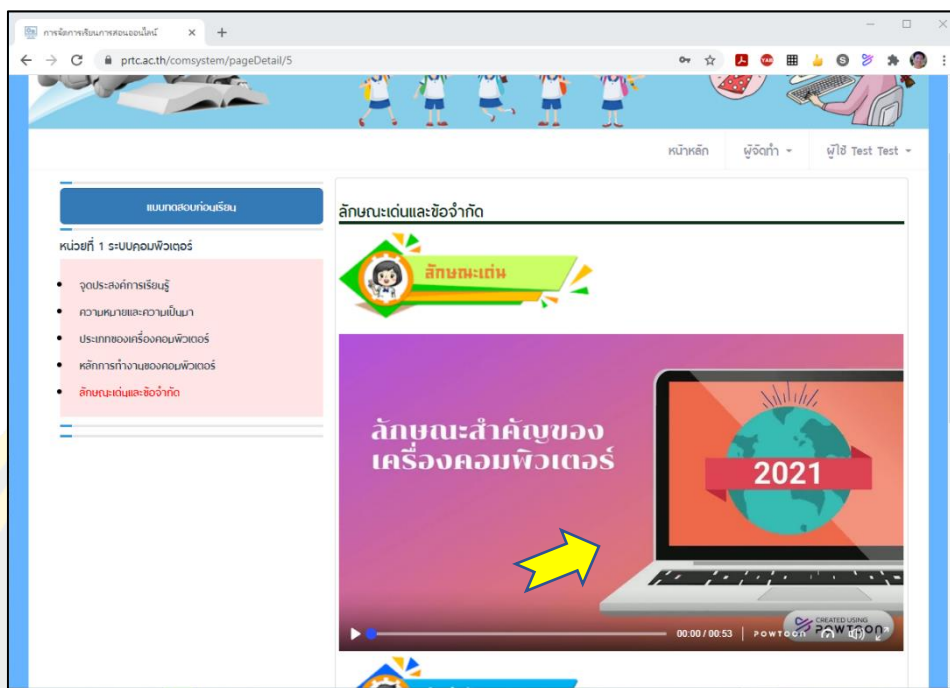 การจัดการเรียนการสอนออนไลน์
prtc.ac.th/comsystem/pageDetail/5
หน้าหลัก
ผู้จัดทำ
ผู้ใช้ Test Test
แบบทดสอบก่อนเรียน
หน่วยที่ 1 ระบบคอมพิวเตอร์
จุดประสงค์การเรียนรู้
ความหมายและความเป็นมา
ประเภทของเครื่องคอมพิวเตอร์
หลักการทำงานของคอมพิวเตอร์
ลักษณะเด่นและข้อจำกัด
ลักษณะเด่นและข้อจำกัด
ลักษณะเด่น
ลักษณะสำคัญของ
เครื่องคอมพิวเตอร์
2021
CREATED USING
POWTOON
00:00 / 00:53
POWTOON